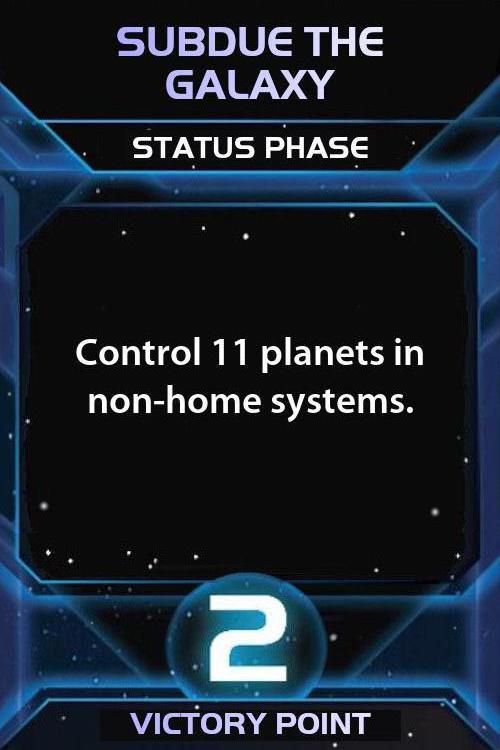 SUBDUE THE
GALAXY
STATUS PHASE
Control 11 planets in
non-home systems.
2
VICTORY POINT